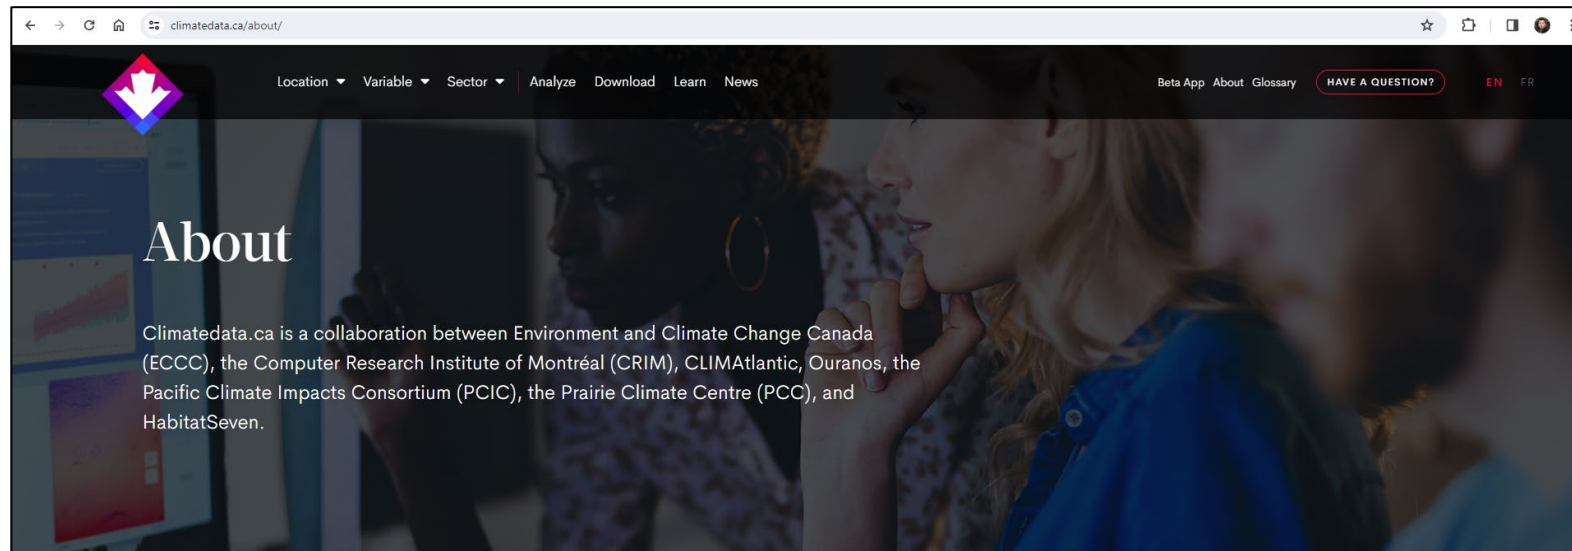 climatedata.ca/about/
Location Variable Sector Analyze Download Learn News Beta App About Glossary HAVE A QUESTION? EN FR
About
Climatedata.ca is a collaboration between Environment and Climate Change Canada
(ECCC), the Computer Research Institute of Montréal (CRIM), CLIMAtlantic, Ouranos, the
Pacific Climate Impacts Consortium (PCIC), the Prairie Climate Centre (PCC), and
HabitatSeven.